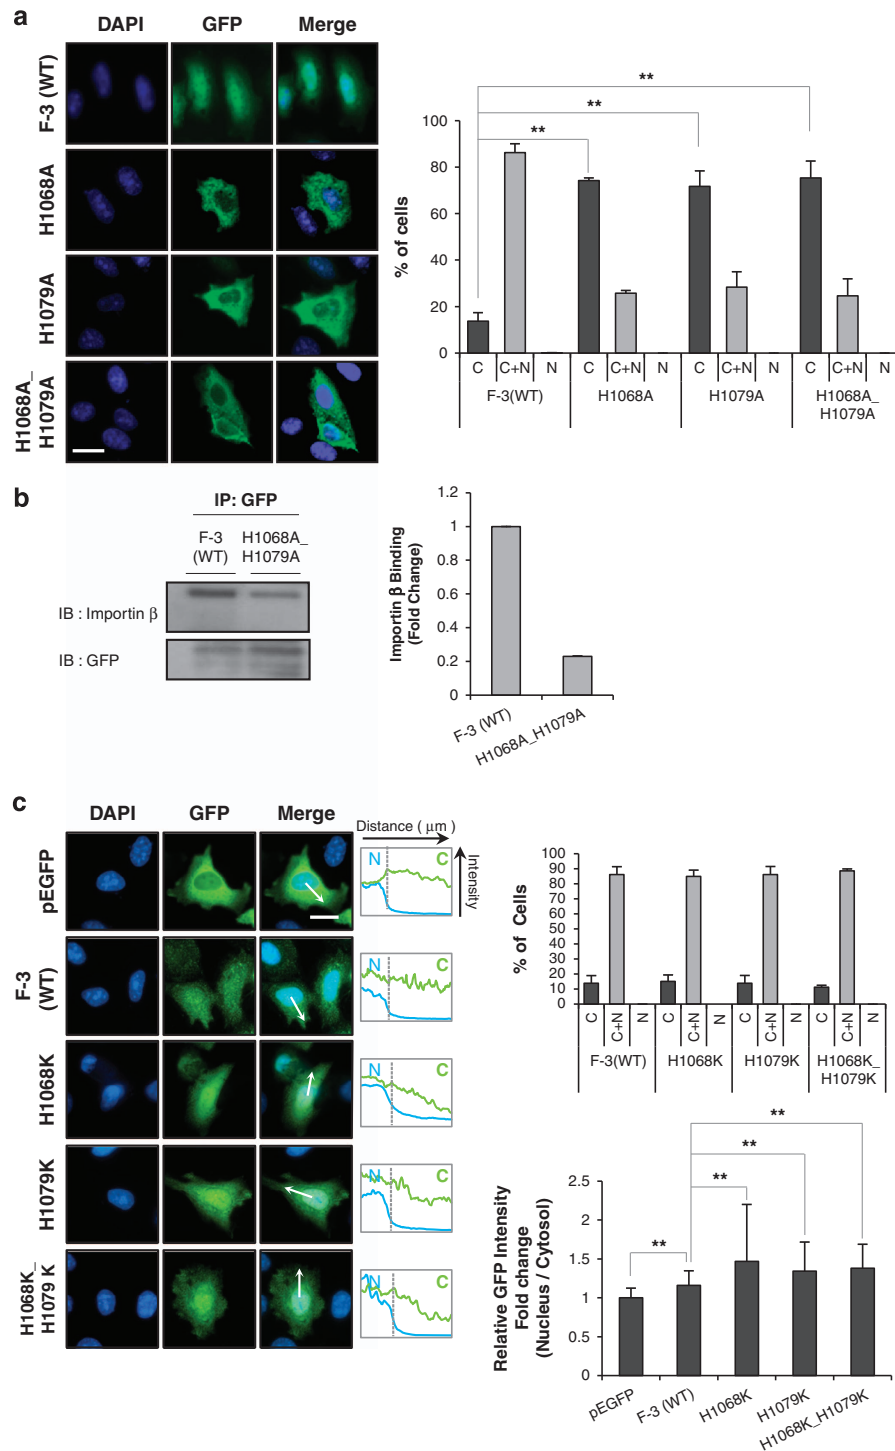 a
DAPI GFP Merge
F-3 (WT)
H1068A
H1079A
H1068A_
H1079A
% of cells
100
80
60
40
20
0
** ** **
C C+N N C C+N N C C+N N C C+N N
F-3(WT) H1068A H1079A H1068A_
H1079A
b
IP: GFP
F-3
(WT)
H1068A_
H1079A
IB : Importin β
IB : GFP
Importin β Binding
(Fold Change)
1.2
1
0.8
0.6
0.4
0.2
0
F-3 (WT)
H1068A_H1079A
c
DAPI GFP Merge
Distance ( μm )
Intensity
pEGFP
N C
F-3
(WT)
N C
H1068K
N C
H1079K
N C
H1068K_
H1079 K
N C
% of Cells
100
90
80
70
60
50
40
30
20
10
0
C C+N N C C+N N C C+N N C C+N N
F-3(WT) H1068K H1079K H1068K_
H1079K
Relative GFP Intensity
Fold change
(Nucleus / Cytosol)
2.5
2
1.5
1
0.5
0
** ** ** **
pEGFP
F-3 (WT)
H1068K
H1079K
H1068K_H1079K